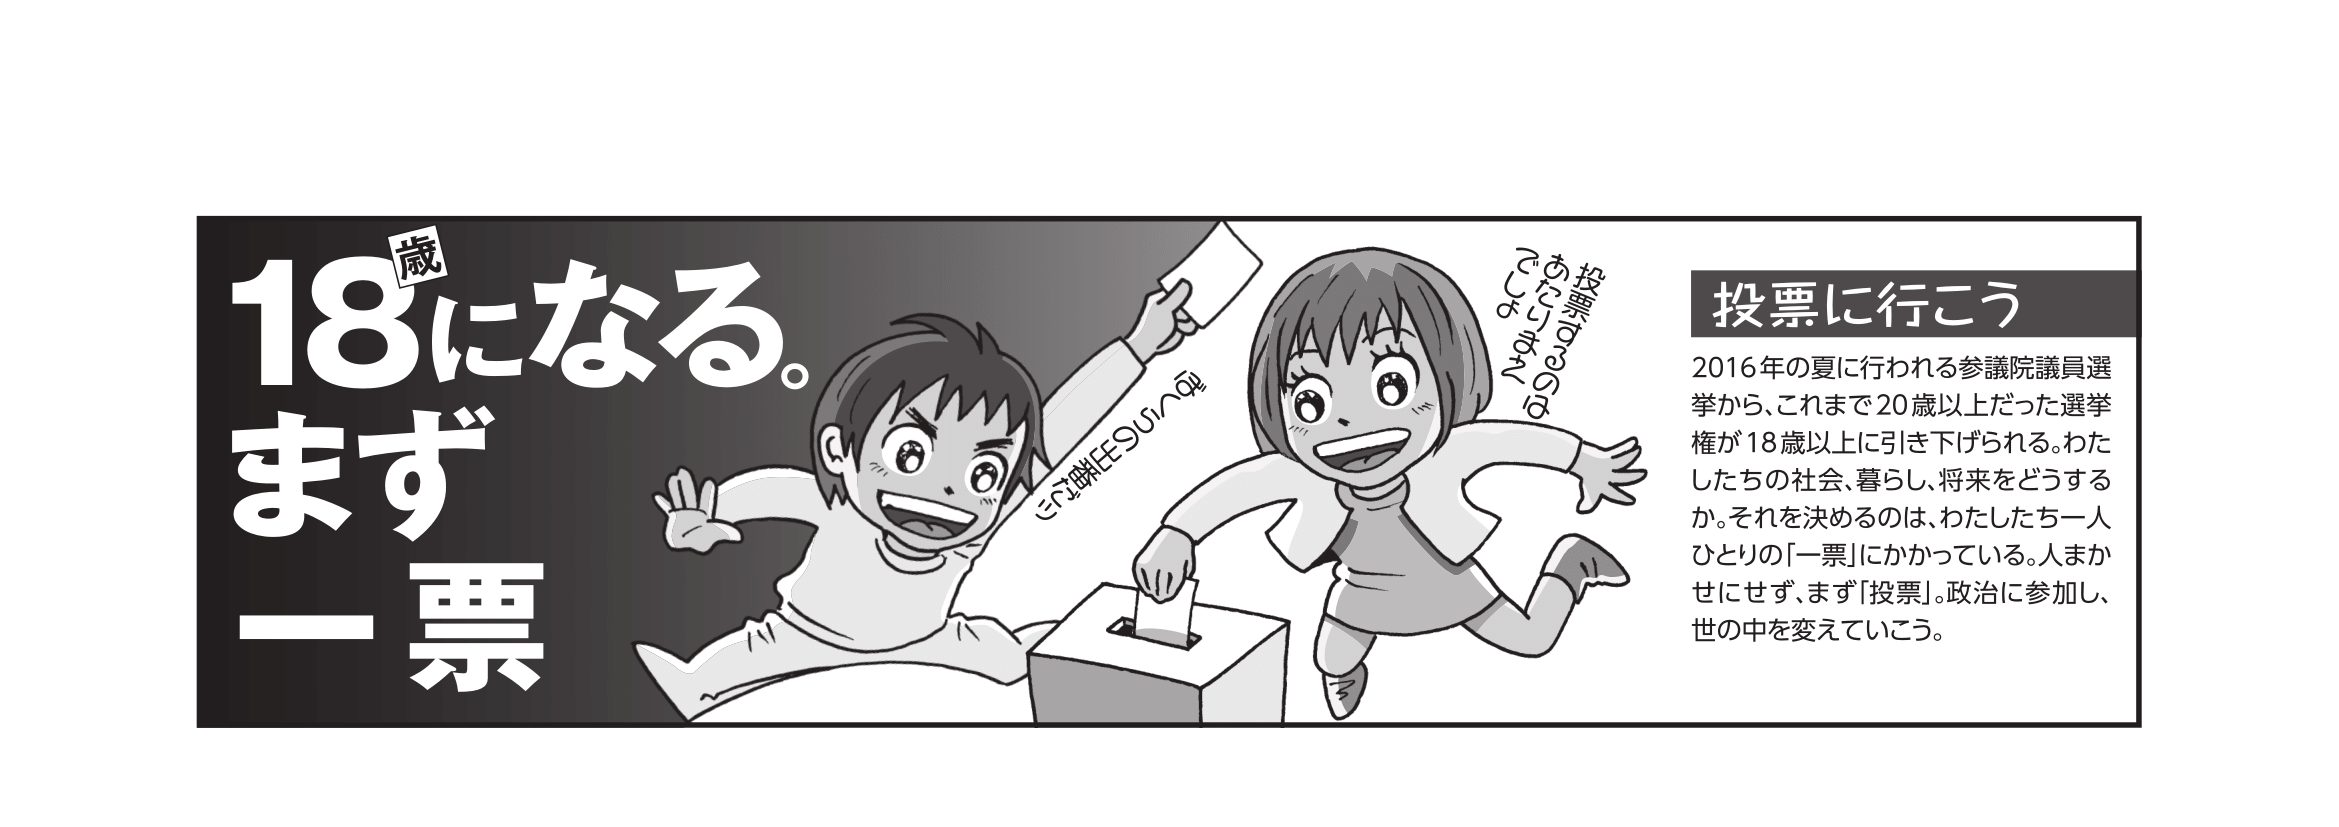 18歳になる。
まず
一票
ぼくらの出番だ!!
投票するのは
あたりまえ
でしょ
投票に行こう
2016年の夏に行われる参議院議員選
挙から、これまで20歳以上だった選挙
権が18歳以上に引き下げられる。わた
したちの社会、暮らし、将来をどうする
か。それを決めるのは、わたしたち一人
ひとりの「一票」にかかっている。人まか
せにせず、まず「投票」。政治に参加し、
世の中を変えていこう。